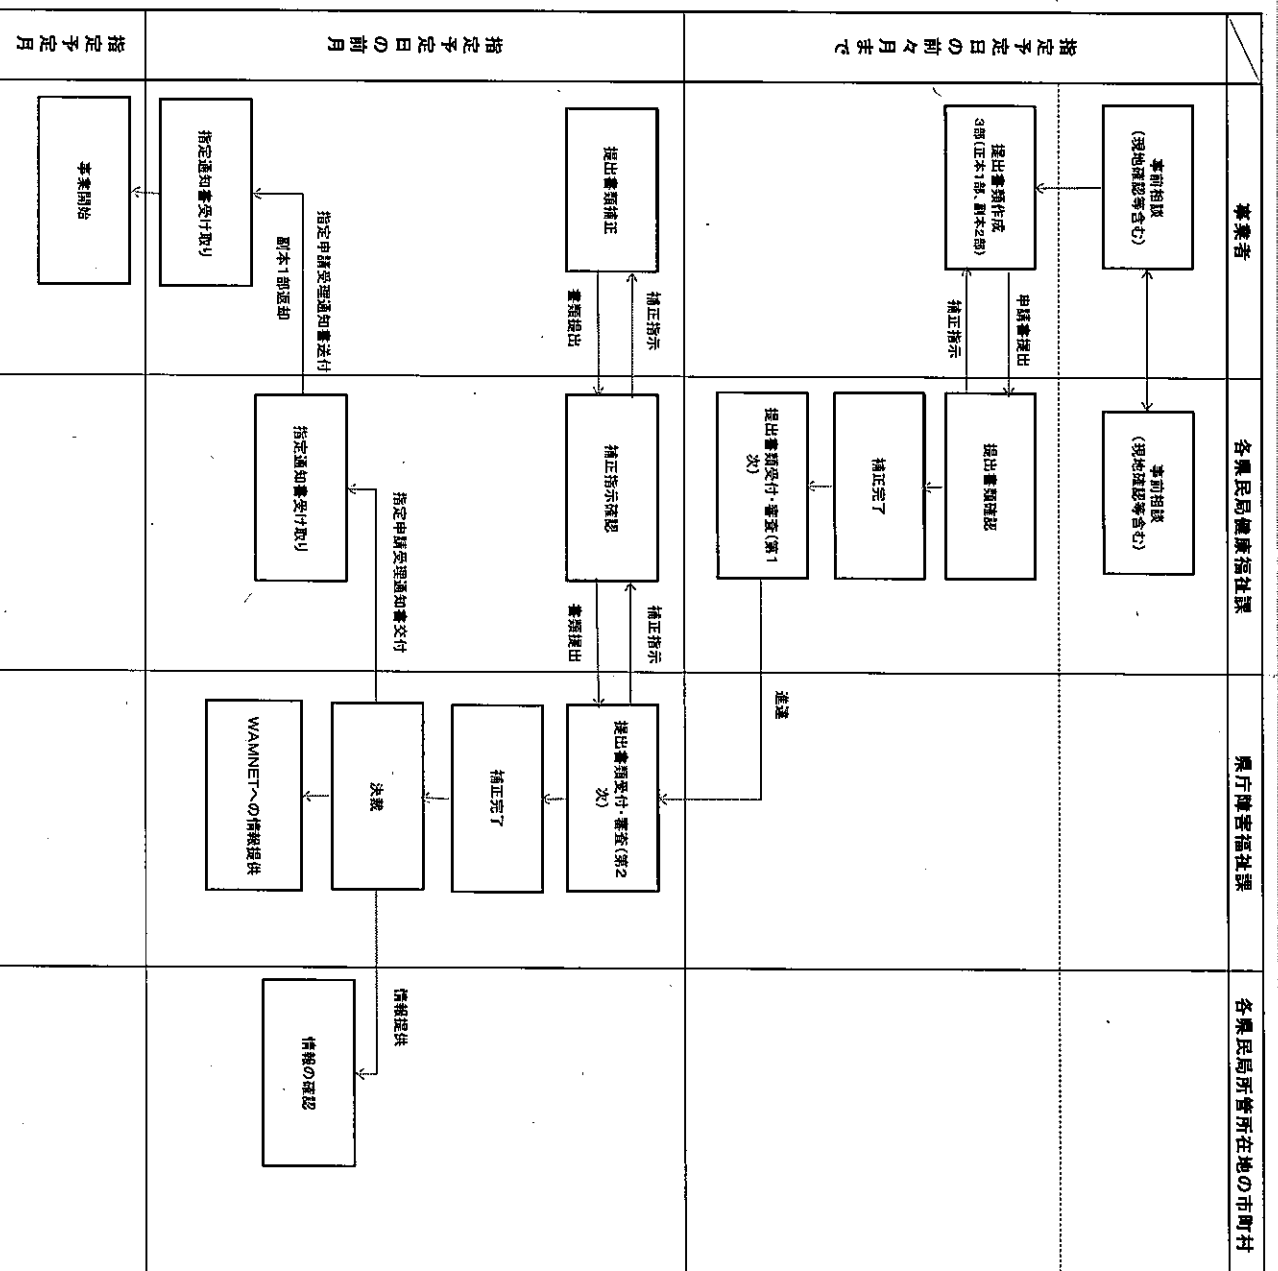 事業者
各県民局健康福祉課
県庁障害福祉課
各県民局所管所在地の市町村
指定予定日の前々月まで
事前相談
(現地確認等含む)
事前相談
(現地確認等含む)
提出書類作成
3部(正本1部、副本2部)
申請書提出
補正指示
提出書類確認
補正完了
提出書類受付・審査(第1
次)
進達
指定予定日の前月
提出書類補正
補正指示
書類提出
補正指示確認
補正指示
書類提出
提出書類受付・審査(第2
次)
補正完了
決裁
指定申請受理通知書交付
情報提供
指定通知書受け取り
指定申請受理通知書送付
副本1部返却
指定通知書受け取り
WAMNETへの情報提供
情報の確認
指定予定月
事業開始